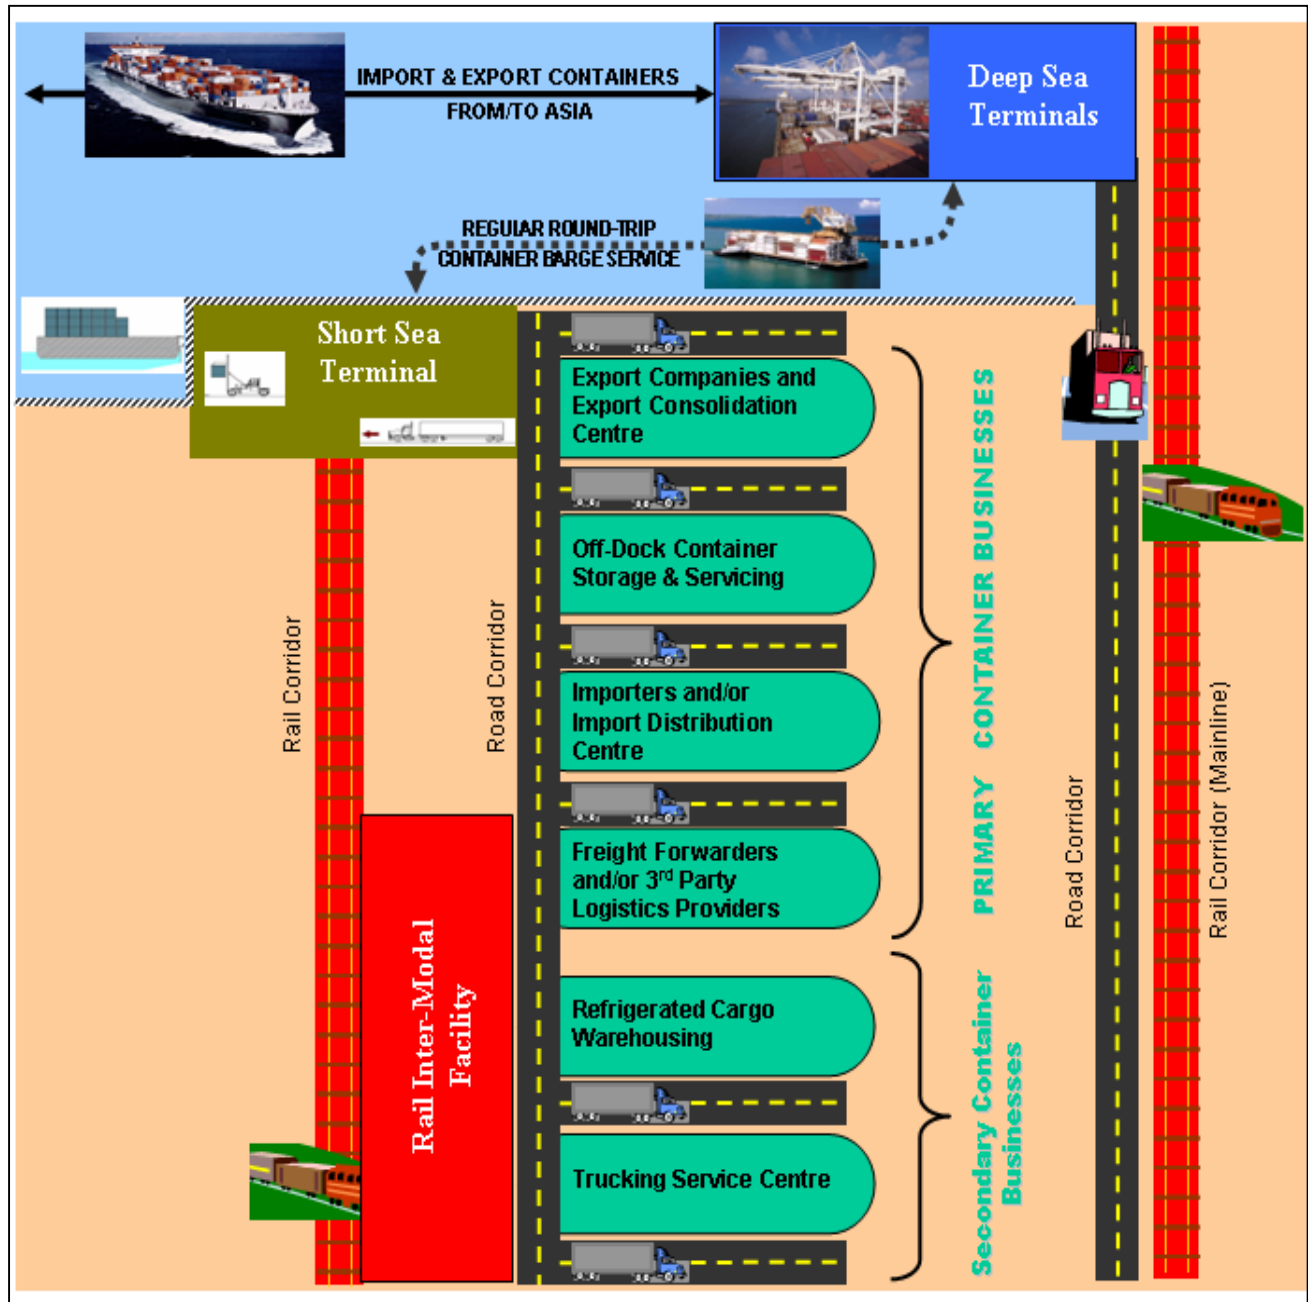 IMPORT & EXPORT CONTAINERS
FROM/TO ASIA
Deep Sea
Terminals
REGULAR ROUND-TRIP
CONTAINER BARGE SERVICE
Short Sea
Terminal
Export Companies and
Export Consolidation
Centre
Off-Dock Container
Storage & Servicing
Importers and/or
Import Distribution
Centre
Freight Forwarders
and/or 3rd Party
Logistics Providers
Refrigerated Cargo
Warehousing
Trucking Service Centre
Rail Corridor
Road Corridor
Rail Inter-Modal
Facility
PRIMARY CONTAINER BUSINESSES
Secondary Container
Businesses
Road Corridor
Rail Corridor (Mainline)